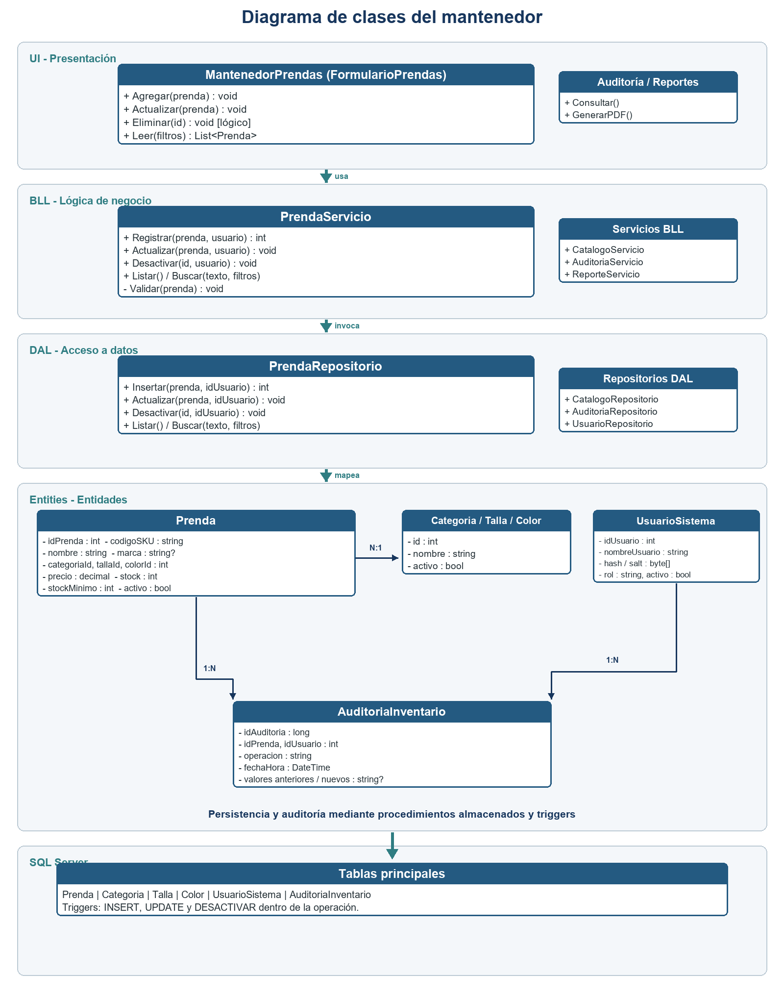 Diagrama de clases del mantenedor
UI - Presentación
MantenedorPrendas (FormularioPrendas)
+ Agregar(prenda) : void
+ Actualizar(prenda) : void
+ Eliminar(id) : void [lógico]
+ Leer(filtros) : List<Prenda>
Auditoría / Reportes
+ Consultar()
+ GenerarPDF()
usa
BLL - Lógica de negocio
PrendaServicio
+ Registrar(prenda, usuario) : int
+ Actualizar(prenda, usuario) : void
+ Desactivar(id, usuario) : void
+ Listar() / Buscar(texto, filtros)
- Validar(prenda) : void
Servicios BLL
+ CatalogoServicio
+ AuditoriaServicio
+ ReporteServicio
invoca
DAL - Acceso a datos
PrendaRepositorio
+ Insertar(prenda, idUsuario) : int
+ Actualizar(prenda, idUsuario) : void
+ Desactivar(id, idUsuario) : void
+ Listar() / Buscar(texto, filtros)
Repositorios DAL
+ CatalogoRepositorio
+ AuditoriaRepositorio
+ UsuarioRepositorio
mapea
Entities - Entidades
Prenda
- idPrenda : int  - codigoSKU : string
- nombre : string  - marca : string?
- categoriaId, tallaId, colorId : int
- precio : decimal  - stock : int
- stockMinimo : int  - activo : bool
N:1
Categoria / Talla / Color
- id : int
- nombre : string
- activo : bool
UsuarioSistema
- idUsuario : int
- nombreUsuario : string
- hash / salt : byte[]
- rol : string, activo : bool
1:N
1:N
AuditoriaInventario
- idAuditoria : long
- idPrenda, idUsuario : int
- operacion : string
- fechaHora : DateTime
- valores anteriores / nuevos : string?
Persistencia y auditoría mediante procedimientos almacenados y triggers
SQL Server
Tablas principales
Prenda | Categoria | Talla | Color | UsuarioSistema | AuditoriaInventario
Triggers: INSERT, UPDATE y DESACTIVAR dentro de la operación.